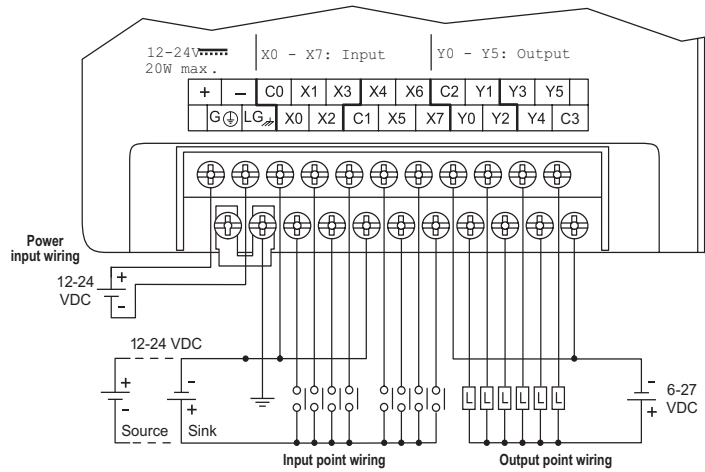 12-24V
20W max.
X0 - X7: Input
Y0 - Y5: Output
+ – C0 X1 X3 X4 X6 C2 Y1 Y3 Y5
G LG X0 X2 C1 X5 X7 Y0 Y2 Y4 C3
Power
input wiring
12-24
VDC
+
-
12-24 VDC
+
-
Source
-
+
Sink
L L L L L L
-
+
6-27
VDC
Input point wiring
Output point wiring